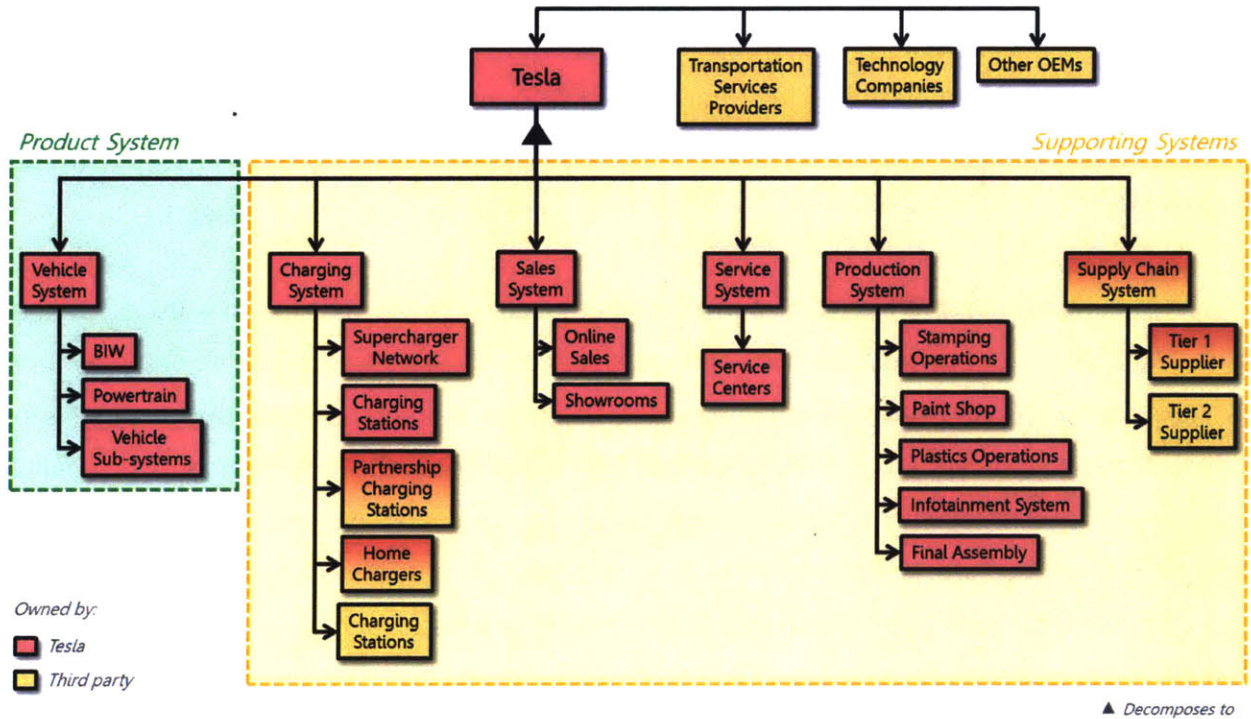 Tesla
Transportation
Services
Providers
Technology
Companies
Other OEMs
Product System
Supporting Systems
Vehicle
System
BIW
Powertrain
Vehicle
Sub-systems
Charging
System
Supercharger
Network
Charging
Stations
Partnership
Charging
Stations
Home
Chargers
Charging
Stations
Sales
System
Online
Sales
Showrooms
Service
System
Service
Centers
Production
System
Stamping
Operations
Paint Shop
Plastics Operations
Infotainment System
Final Assembly
Supply Chain
System
Tier 1
Supplier
Tier 2
Supplier
Owned by:
Tesla
Third party
Decomposes to